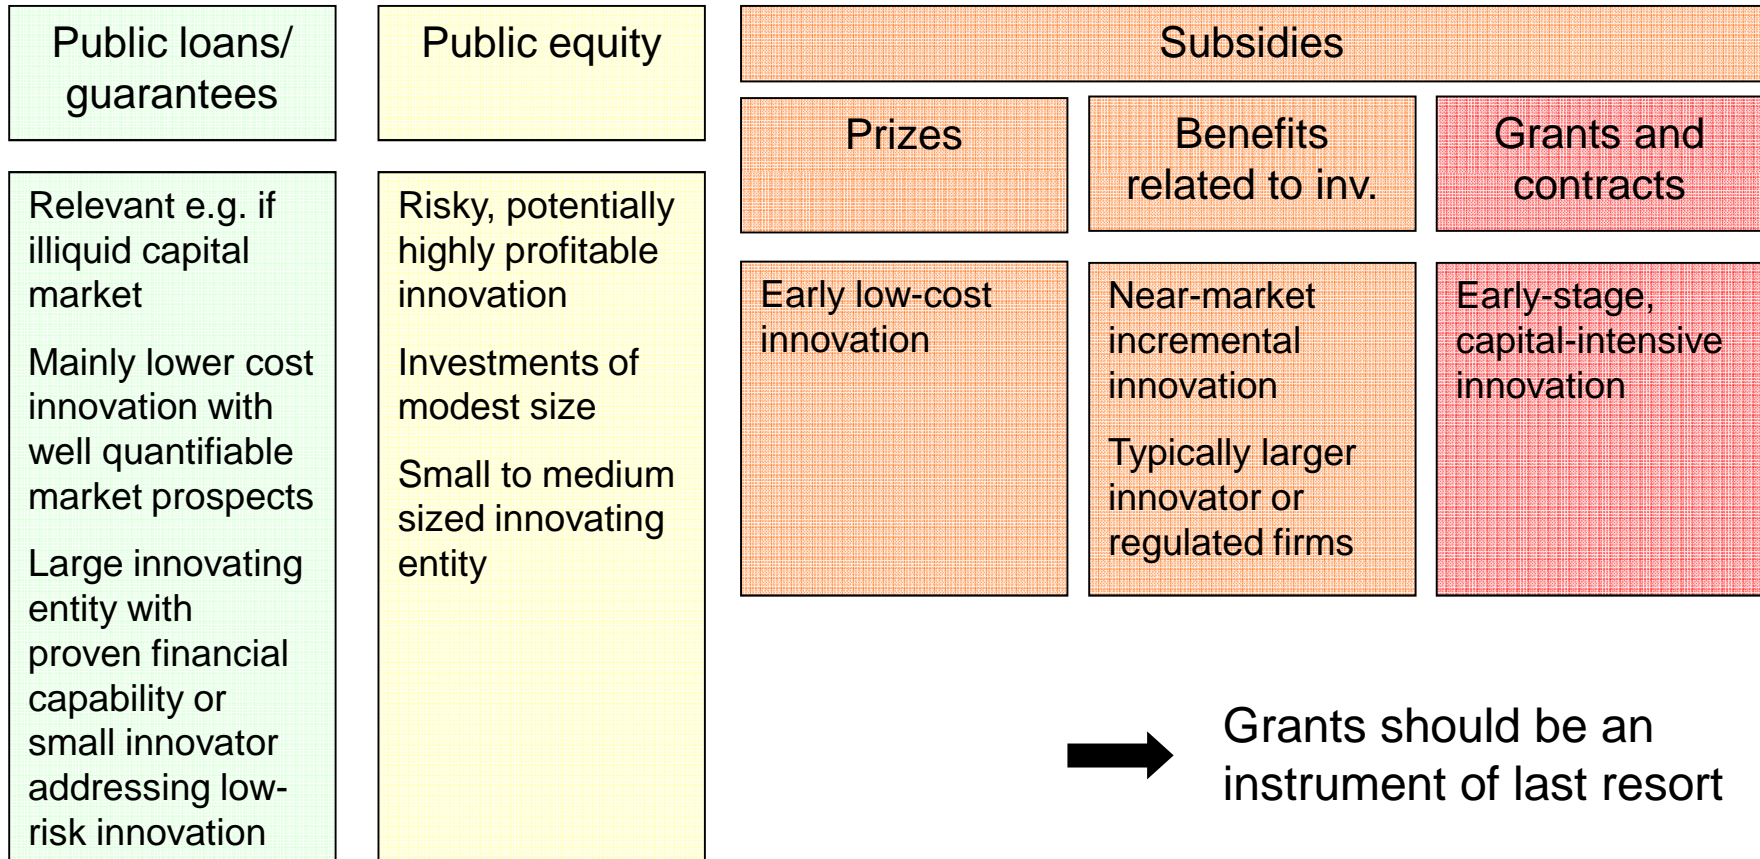 Public loans/
guarantees
Relevant e.g. if
illiquid capital
market
Mainly lower cost
innovation with
well quantifiable
market prospects
Large innovating
entity with
proven financial
capability or
small innovator
addressing low-
risk innovation
Public equity
Risky, potentially
highly profitable
innovation
Investments of
modest size
Small to medium
sized innovating
entity
Subsidies
Prizes
Early low-cost
innovation
Benefits
related to inv.
Near-market
incremental
innovation
Typically larger
innovator or
regulated firms
Grants and
contracts
Early-stage,
capital-intensive
innovation
Grants should be an
instrument of last resort